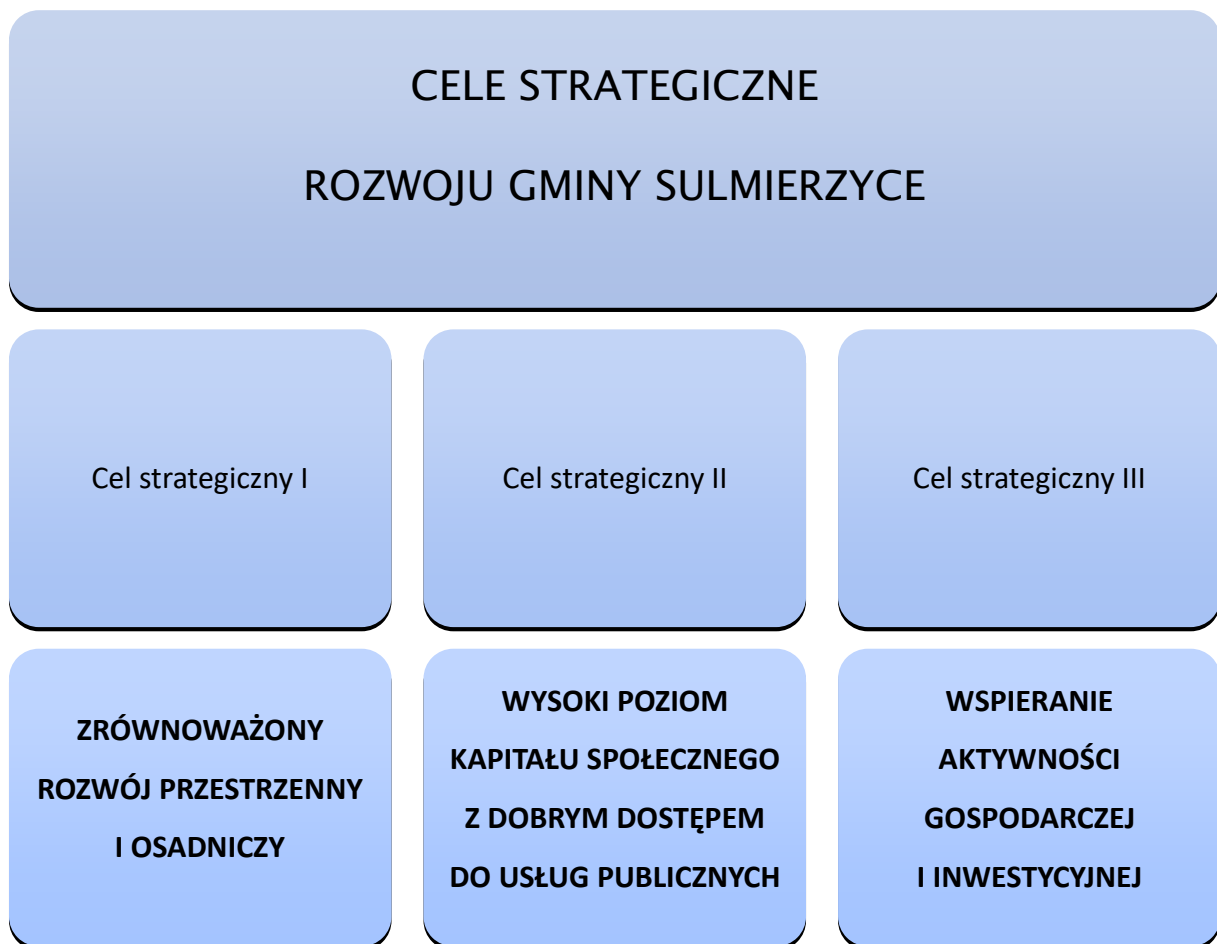 CELE STRATEGICZNE
ROZWOJU GMINY SULMIERZYCE
Cel strategiczny I
Cel strategiczny II
Cel strategiczny III
ZRÓWNOWAŻONY
ROZWÓJ PRZESTRZENNY
I OSADNICZY
WYSOKI POZIOM
KAPITAŁU SPOŁECZNEGO
Z DOBRYM DOSTĘPEM
DO USŁUG PUBLICZNYCH
WSPIERANIE
AKTYWNOŚCI
GOSPODARCZEJ
I INWESTYCYJNEJ